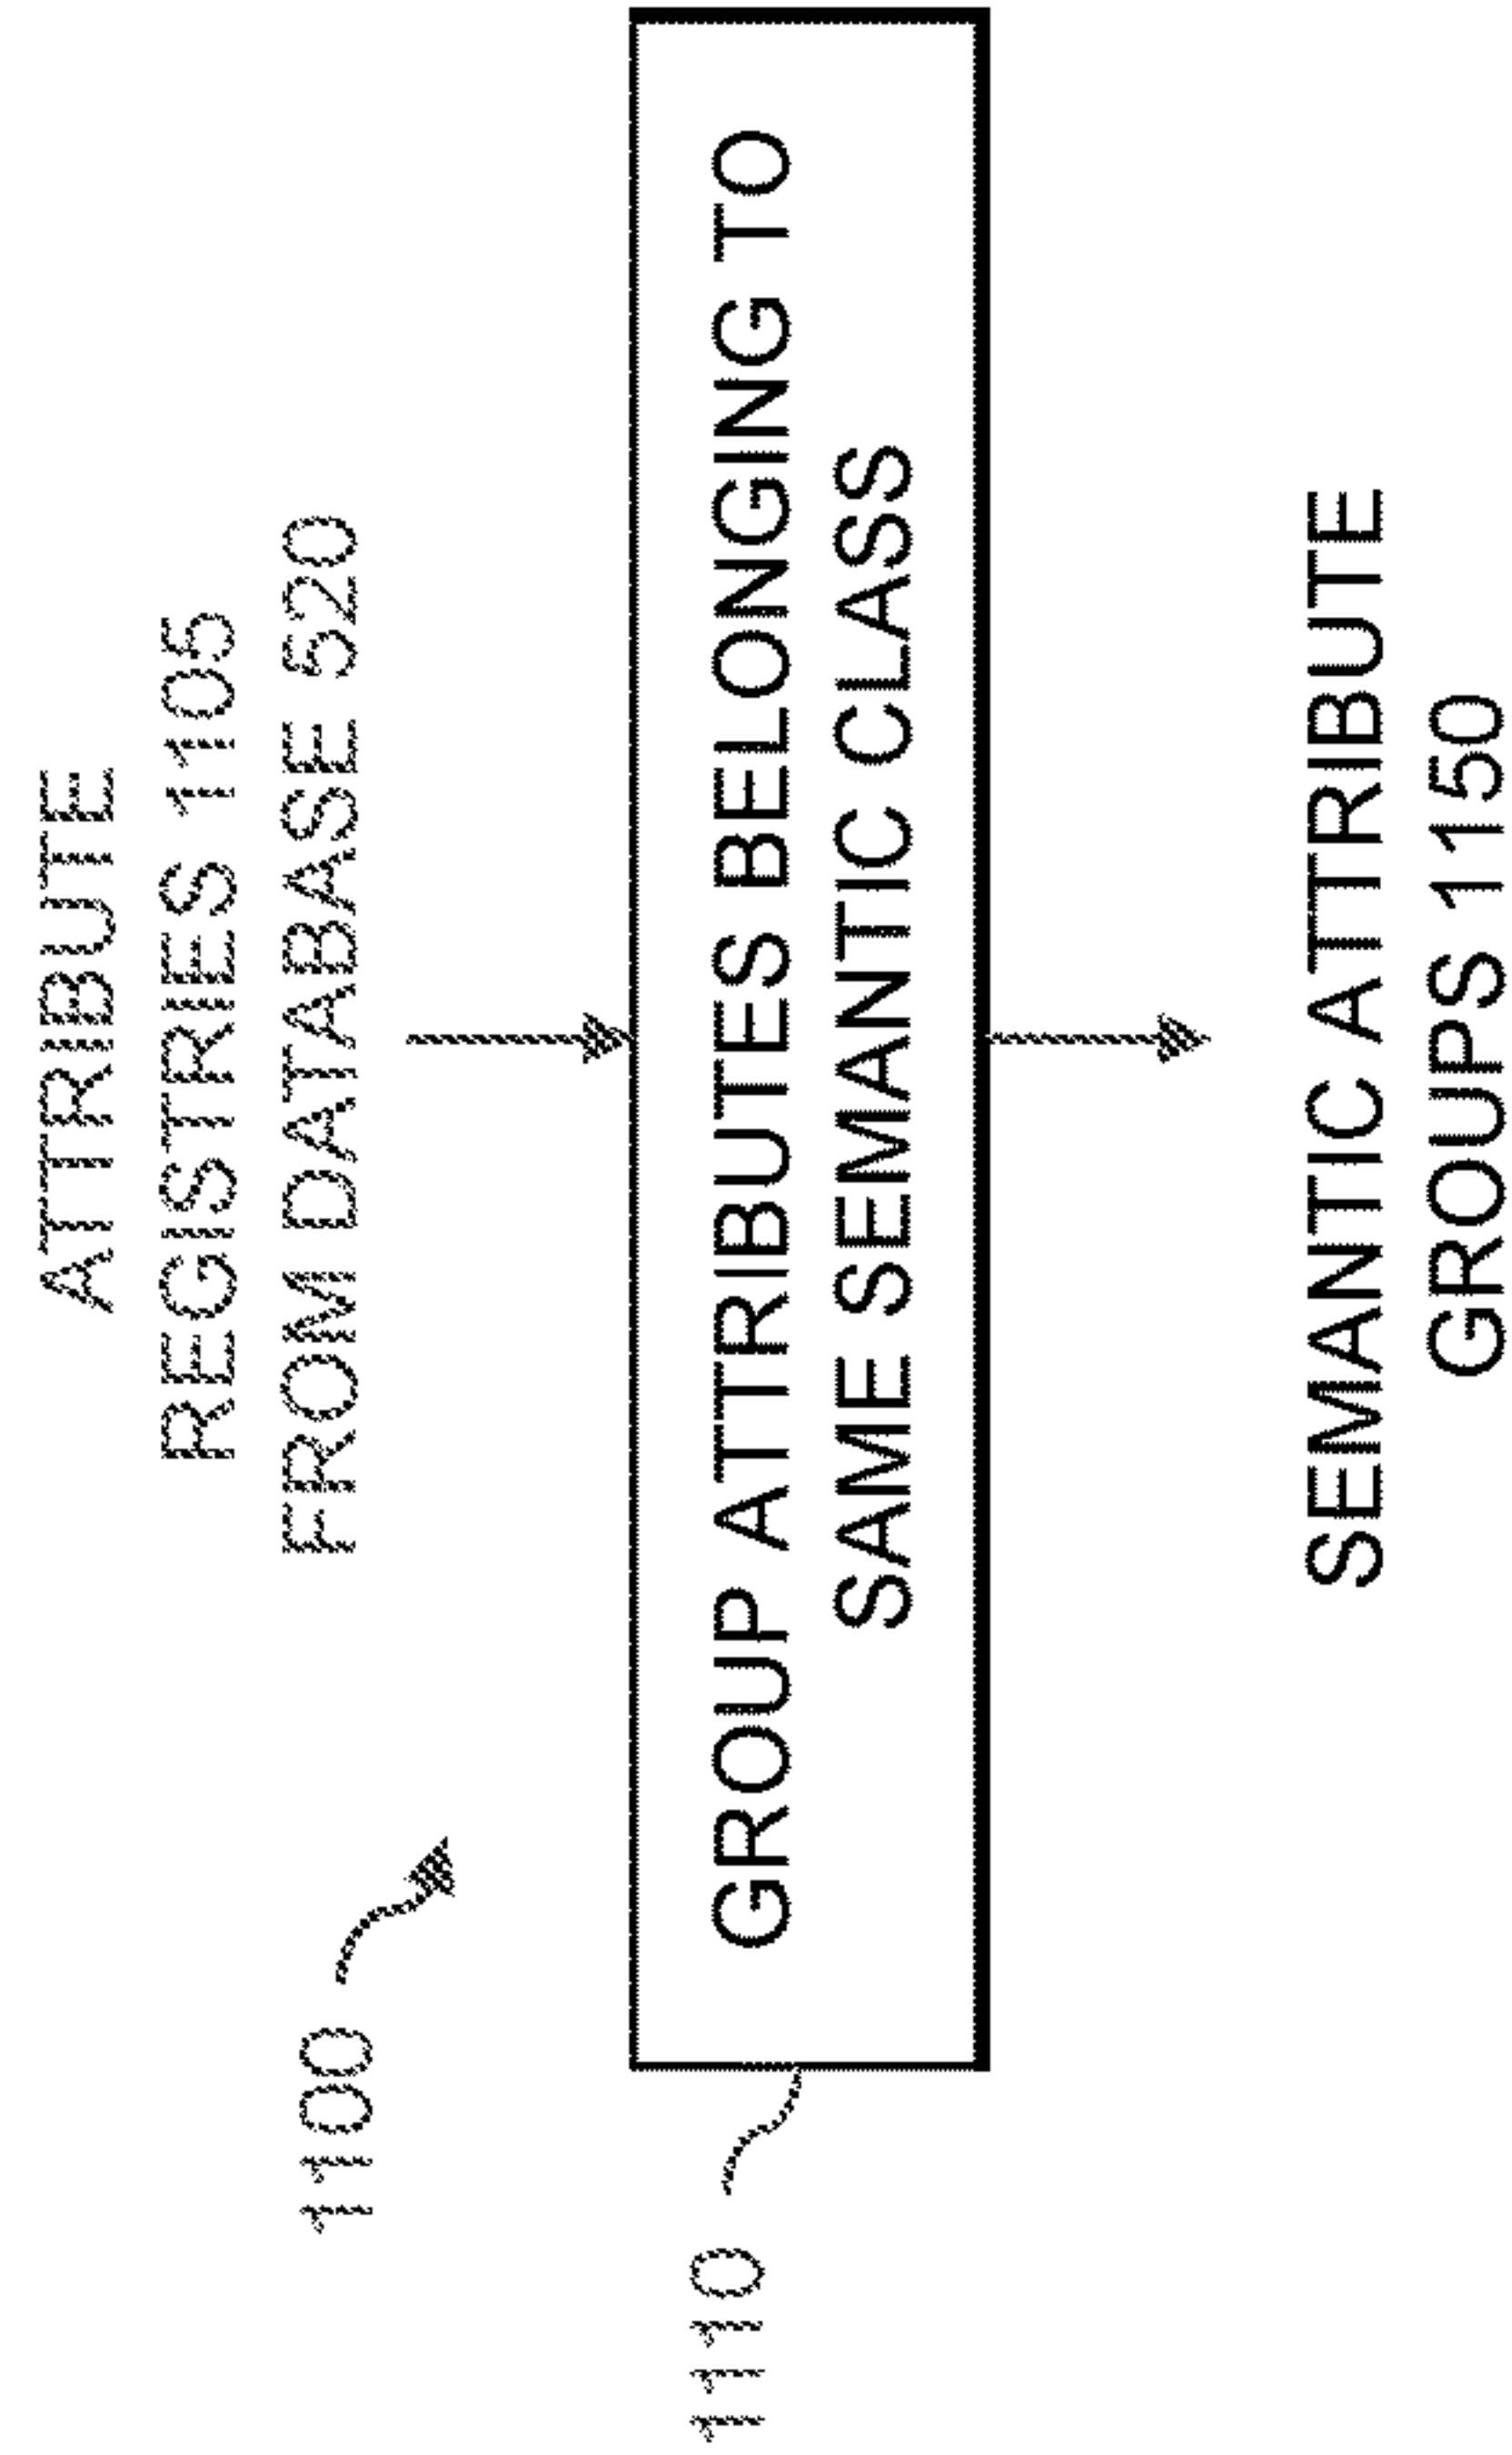 ATTRIBUTE
REGISTRIES 1105
FROM DATABASE 520
1100
1110
GROUP ATTRIBUTES BELONGING TO
SAME SEMANTIC CLASS
SEMANTIC ATTRIBUTE
GROUPS 1150